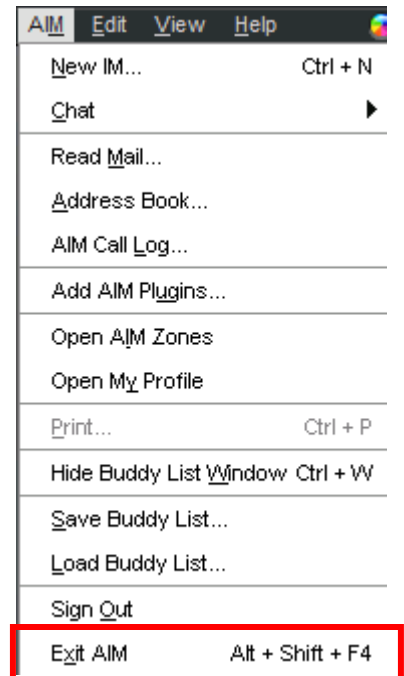 AIM Edit View Help
New IM... Ctrl + N
Chat
Read Mail...
Address Book...
AIM Call Log...
Add AIM Plugins...
Open AIM Zones
Open My Profile
Print... Ctrl + P
Hide Buddy List Window Ctrl + W
Save Buddy List...
Load Buddy List...
Sign Out
Exit AIM Alt + Shift + F4